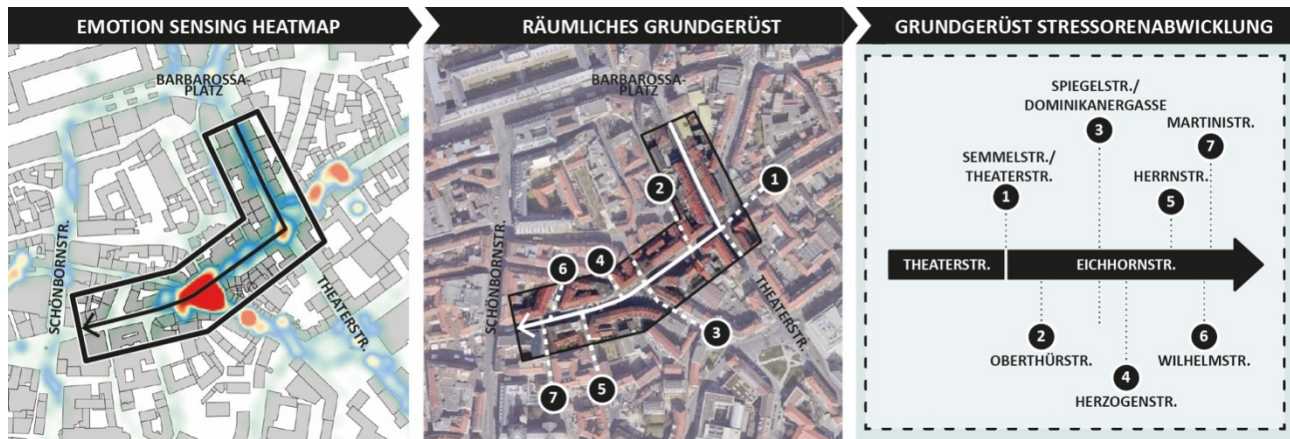 EMOTION SENSING HEATMAP
BARBAROSSA-
PLATZ
SCHÖNBORNSTR.
THEATERSTR.
RÄUMLICHES GRUNDGERÜST
BARBAROSSA-
PLATZ
1
2
4
6
SCHÖNBORNSTR.
THEATERSTR.
3
7
5
GRUNDGERÜST STRESSORENABWICKLUNG
SPIEGELSTR./
DOMINIKANERGASSE
3
MARTINISTR.
7
SEMMELSTR./
THEATERSTR.
1
HERRNSTR.
5
THEATERSTR.
EICHHORNSTR.
2
OBERTHÜRSTR.
6
WILHELMSTR.
4
HERZOGENSTR.